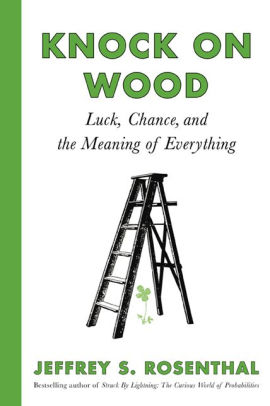 KNOCK ON
WOOD
Luck, Chance, and
the Meaning of Everything
JEFFREY S. ROSENTHAL
Bestselling author of Struck By Lightning: The Curious World of Probabilities